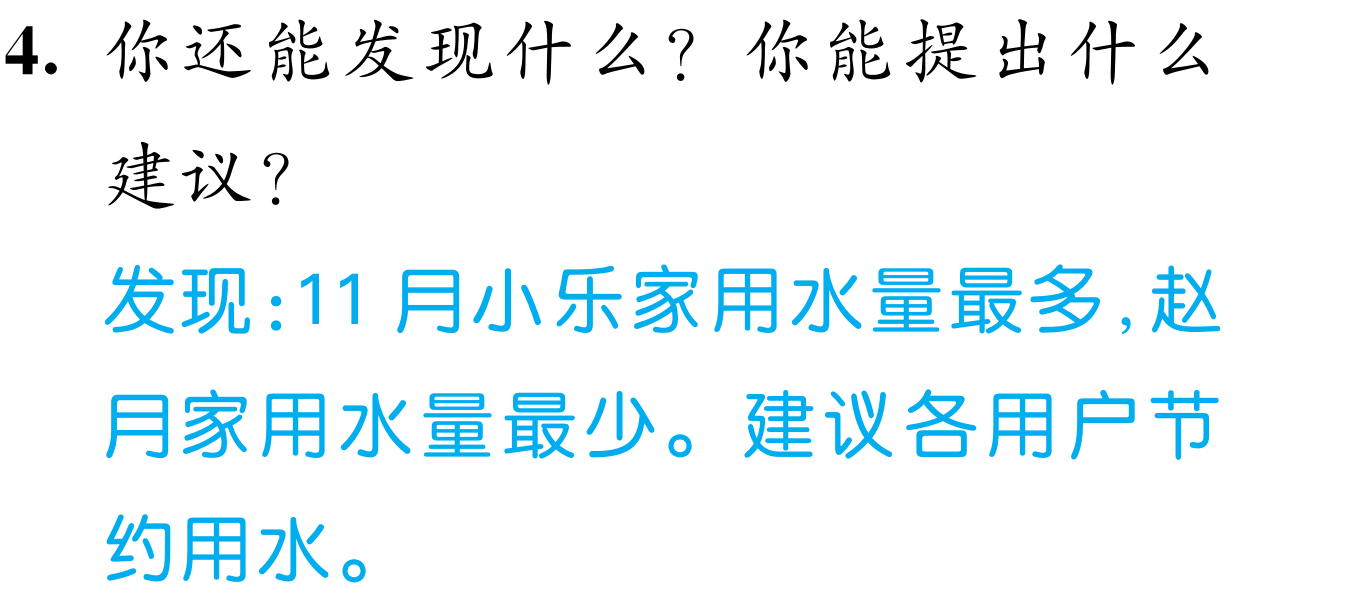 4. 你还能发现什么？你能提出什么
建议？
发现:11 月小乐家用水量最多,赵
月家用水量最少。建议各用户节
约用水。